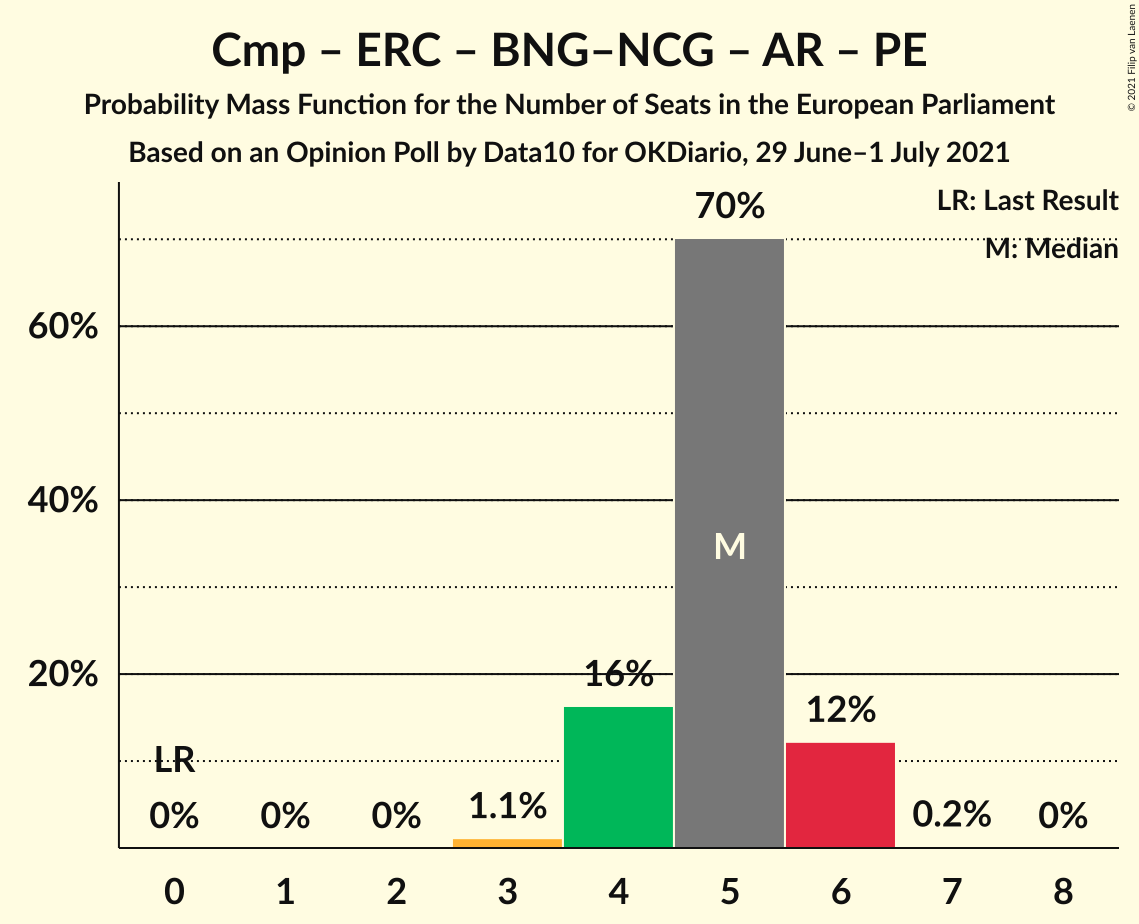 Cmp – ERC – BNG–NCG – AR – PE
Probability Mass Function for the Number of Seats in the European Parliament
Based on an Opinion Poll by Data10 for OKDiario, 29 June–1 July 2021
© 2021 Filip van Laenen
LR: Last Result
M: Median
70%
60%
40%
M
20%
16%
12%
LR
0%
0%
0%
1.1%
0.2%
0%
0 1 2 3 4 5 6 7 8